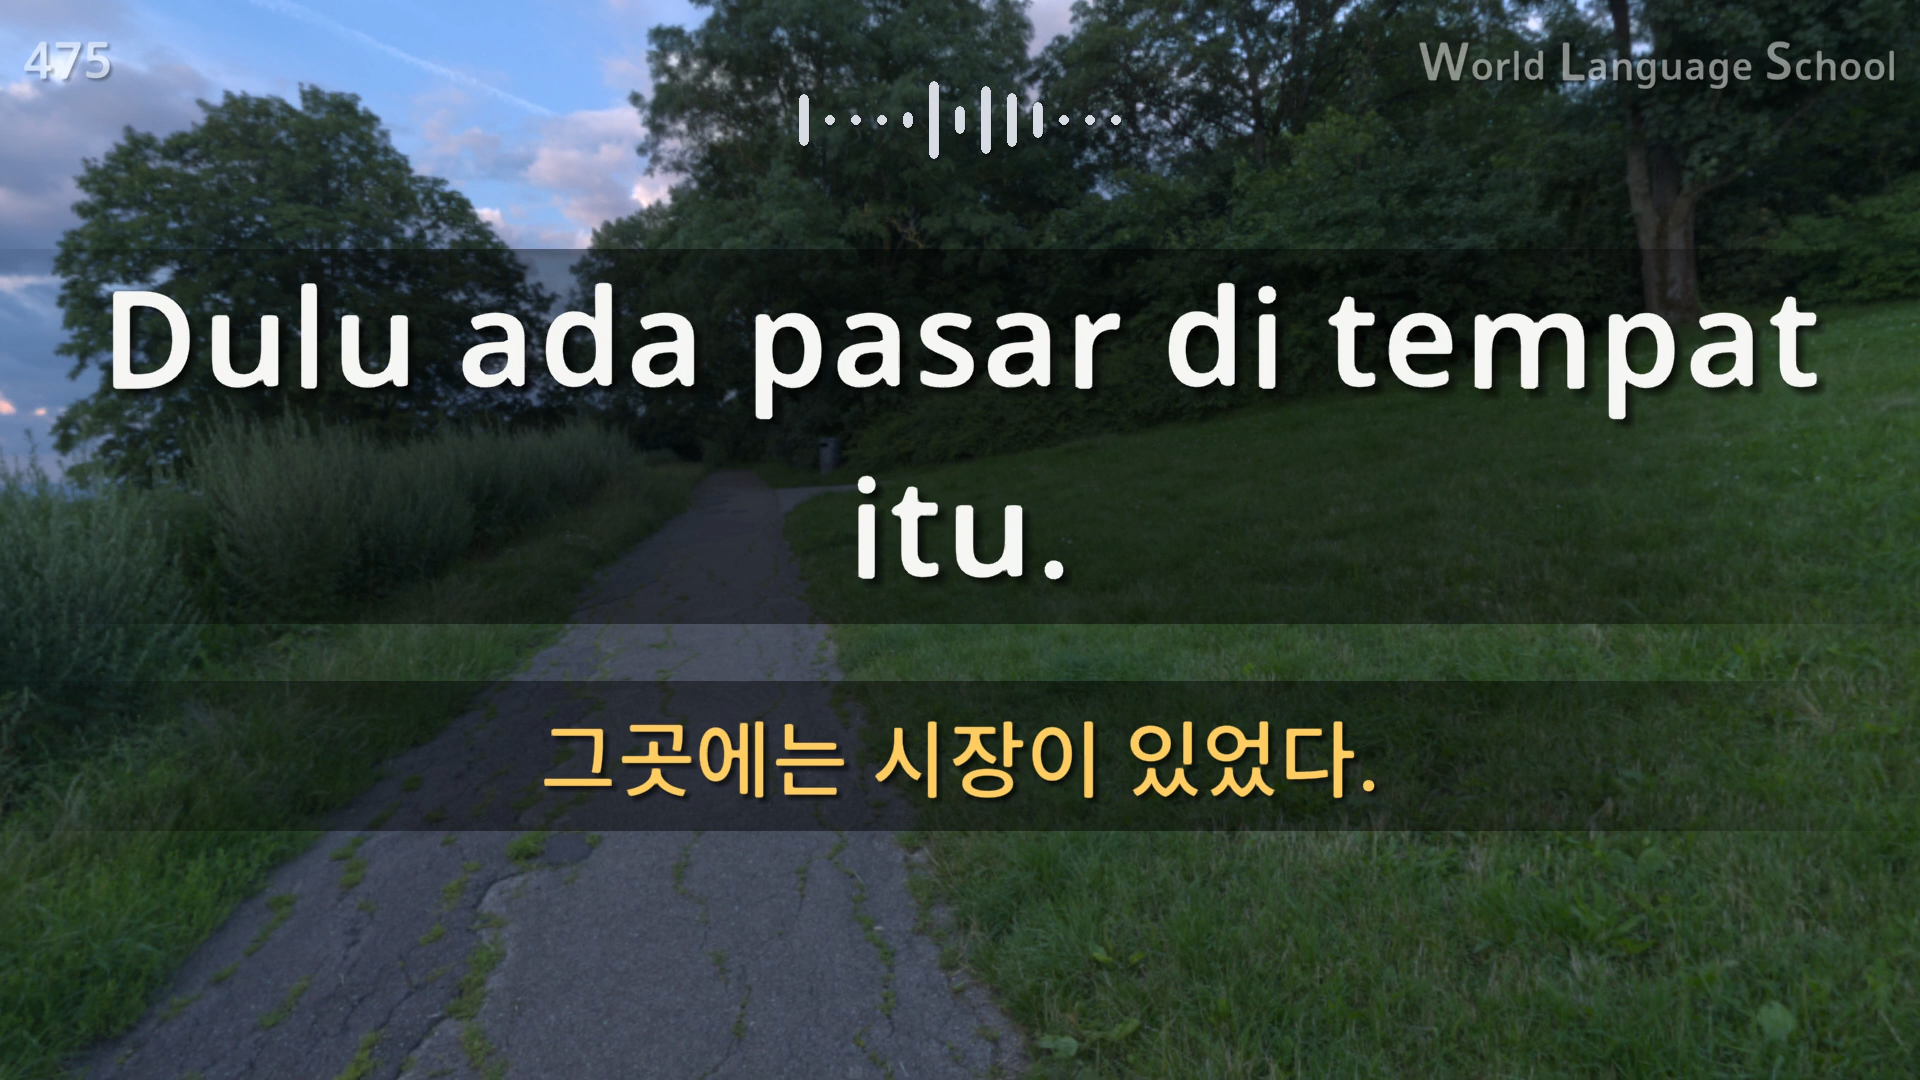 475
World Language School
Dulu ada pasar di tempat
itu.
그곳에는 시장이 있었다.